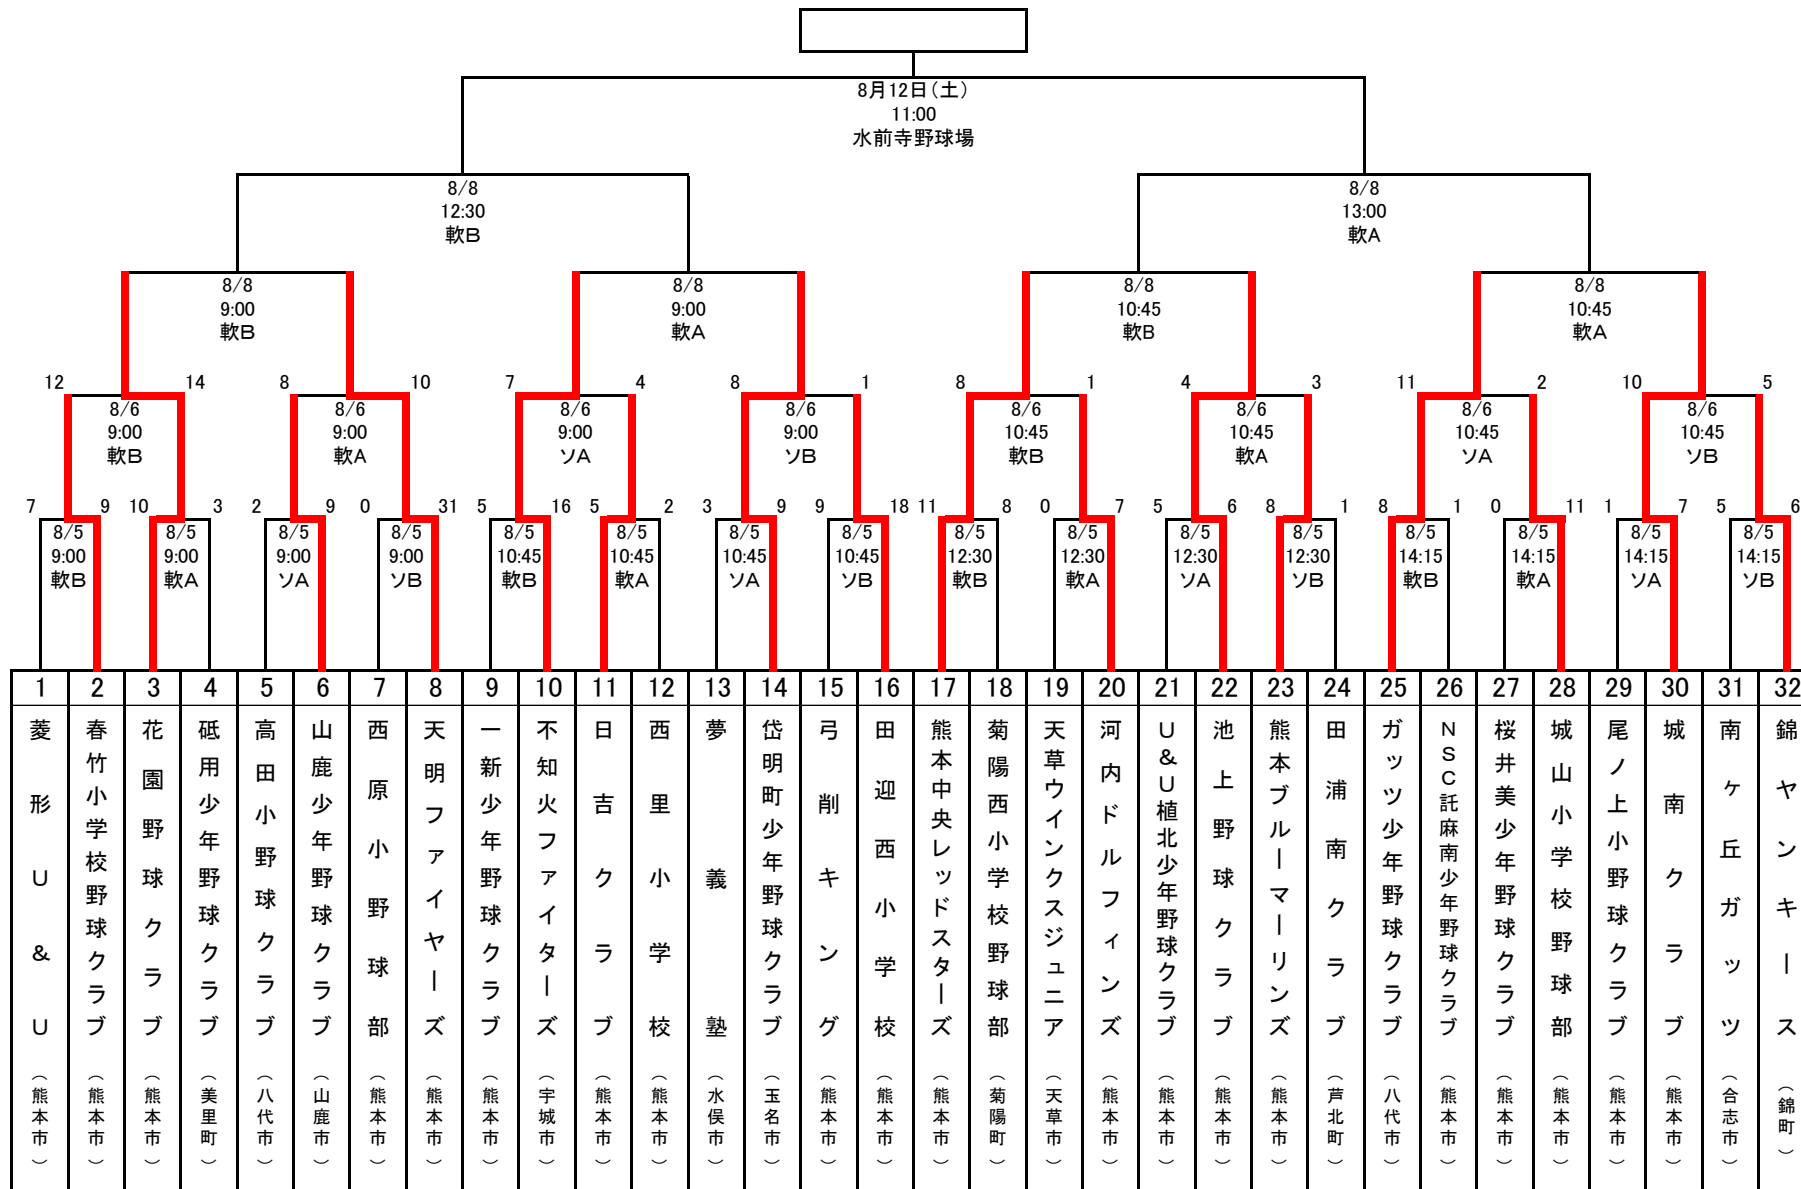 8月12日（土）
11:00
水前寺野球場
8/8
12:30
軟B
8/8
13:00
軟A
8/8
9:00
軟B
8/8
9:00
軟A
8/8
10:45
軟B
8/8
10:45
軟A
12 14 8 10 7 4 8 1 8 1 4 3 11 2 10 5
8/6 8/6 8/6 8/6 8/6 8/6 8/6 8/6
9:00 9:00 9:00 9:00 10:45 10:45 10:45 10:45
軟B 軟A ソA ソB 軟B 軟A ソA ソB
7 9 10 3 2 9 0 31 5 16 5 2 3 9 9 18 11 8 0 7 5 6 8 1 8 1 0 11 1 7 5 6
8/5 8/5 8/5 8/5 8/5 8/5 8/5 8/5 8/5 8/5 8/5 8/5 8/5 8/5 8/5 8/5
9:00 9:00 9:00 9:00 10:45 10:45 10:45 10:45 12:30 12:30 12:30 12:30 14:15 14:15 14:15 14:15
軟B 軟A ソA ソB 軟B 軟A ソA ソB 軟B 軟A ソA ソB 軟B 軟A ソA ソB
1 菱形U&U（熊本市）
2 春竹小学校野球クラブ（熊本市）
3 花園野球クラブ（熊本市）
4 砥用少年野球クラブ（美里町）
5 高田小野球クラブ（八代市）
6 山鹿少年野球クラブ（山鹿市）
7 西原小野球部（熊本市）
8 天明ファイヤーズ（熊本市）
9 一新少年野球クラブ（熊本市）
10 不知火ファイターズ（宇城市）
11 日吉クラブ（熊本市）
12 西里小学校（熊本市）
13 夢義塾（水俣市）
14 岱明町少年野球クラブ（玉名市）
15 弓削キング（熊本市）
16 田迎西小学校（熊本市）
17 熊本中央レッドスターズ（熊本市）
18 菊陽西小学校野球部（菊陽町）
19 天草ウインクスジュニア（天草市）
20 河内ドルフィンズ（熊本市）
21 U&U植北少年野球クラブ（熊本市）
22 池上野球クラブ（熊本市）
23 熊本ブルーマーリンズ（熊本市）
24 田浦南クラブ（芦北町）
25 ガッツ少年野球クラブ（八代市）
26 NSC託麻南少年野球クラブ（熊本市）
27 桜井美少年野球クラブ（熊本市）
28 城山小学校野球部（熊本市）
29 尾ノ上小野球クラブ（熊本市）
30 城南クラブ（熊本市）
31 南ヶ丘ガッツ（合志市）
32 錦ヤンキース（錦町）